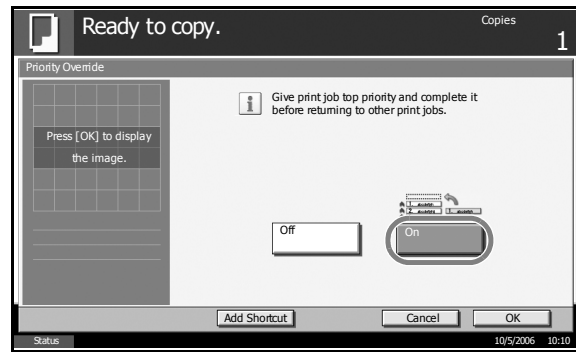 Ready to copy.
Copies
1
Priority Override
Give print job top priority and complete it
before returning to other print jobs.
Press [OK] to display
the image.
Off
On
Add Shortcut
Cancel
OK
Status
10/5/2006 10:10